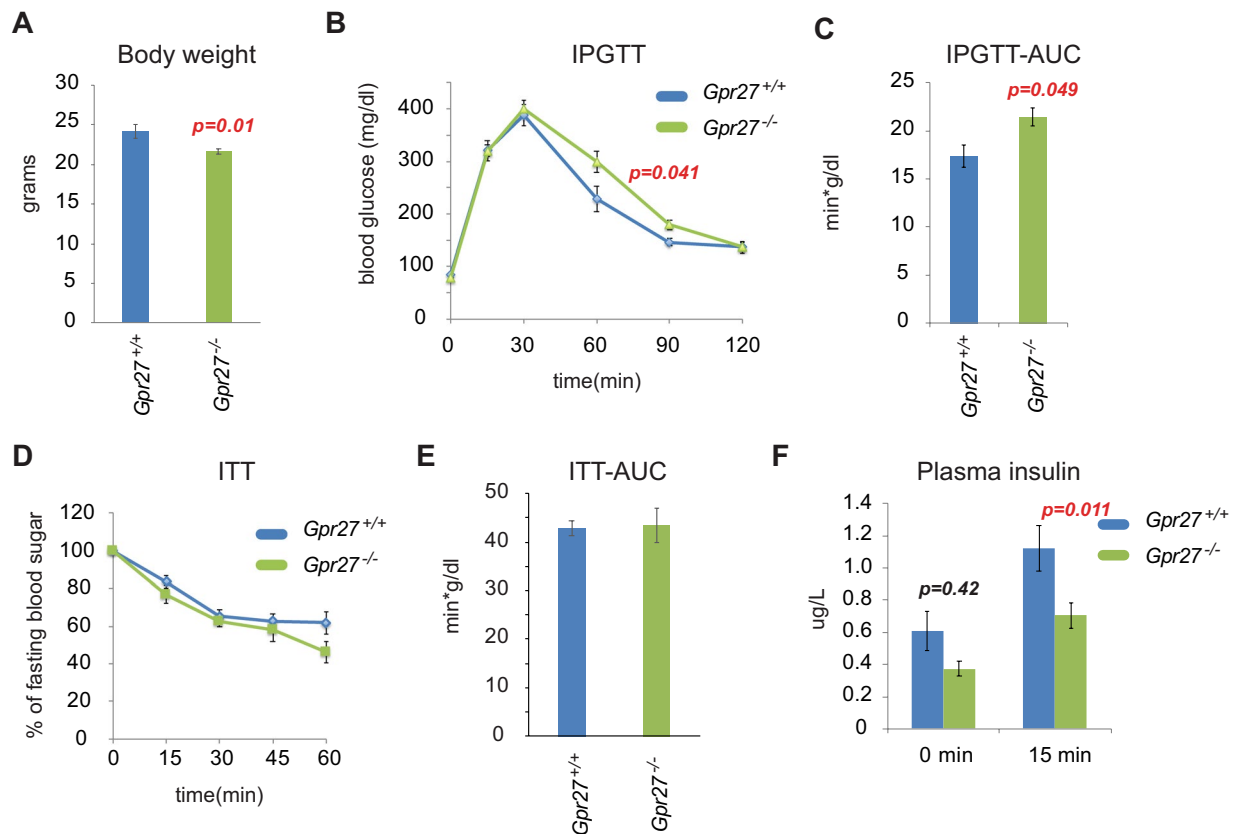 A
Body weight
30
25
20
15
10
5
0
grams
p=0.01
Gpr27+/+
Gpr27-/-
B
IPGTT
400
300
200
100
0
blood glucose (mg/dl)
Gpr27+/+
Gpr27-/-
p=0.041
0 30 60 90 120
time(min)
C
IPGTT-AUC
25
20
15
10
5
0
min*g/dl
p=0.049
Gpr27+/+
Gpr27-/-
D
ITT
120
100
80
60
40
20
0
% of fasting blood sugar
Gpr27+/+
Gpr27-/-
0 15 30 45 60
time(min)
E
ITT-AUC
50
40
30
20
10
0
min*g/dl
Gpr27+/+
Gpr27-/-
F
Plasma insulin
1.4
1.2
1.0
0.8
0.6
0.4
0.2
0
ug/L
p=0.42
p=0.011
Gpr27+/+
Gpr27-/-
0 min 15 min